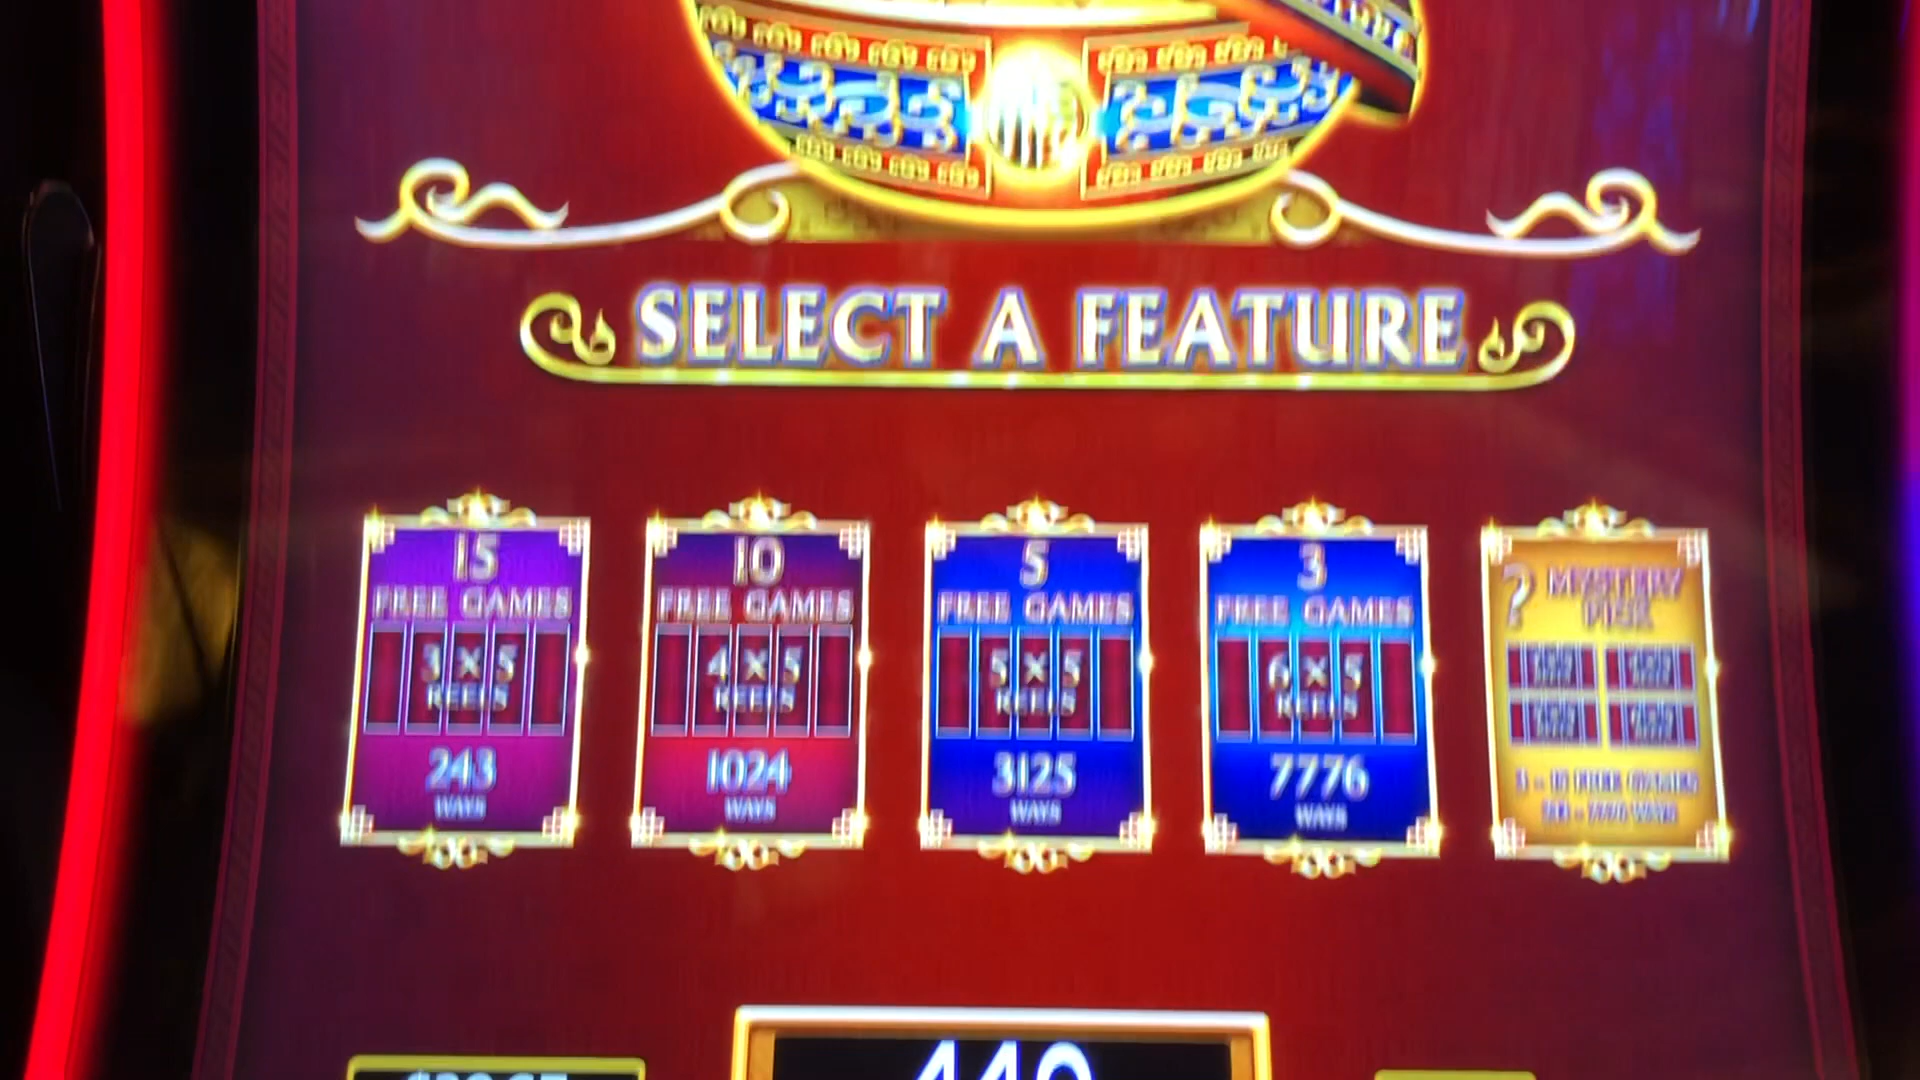 SELECT A FEATURE
15
FREE GAMES
3 X 5
REELS
243
WAYS
10
FREE GAMES
4 X 5
REELS
1024
WAYS
5
FREE GAMES
5 X 5
REELS
3125
WAYS
3
FREE GAMES
6 X 5
REELS
7776
WAYS
? MYSTERY
PICK